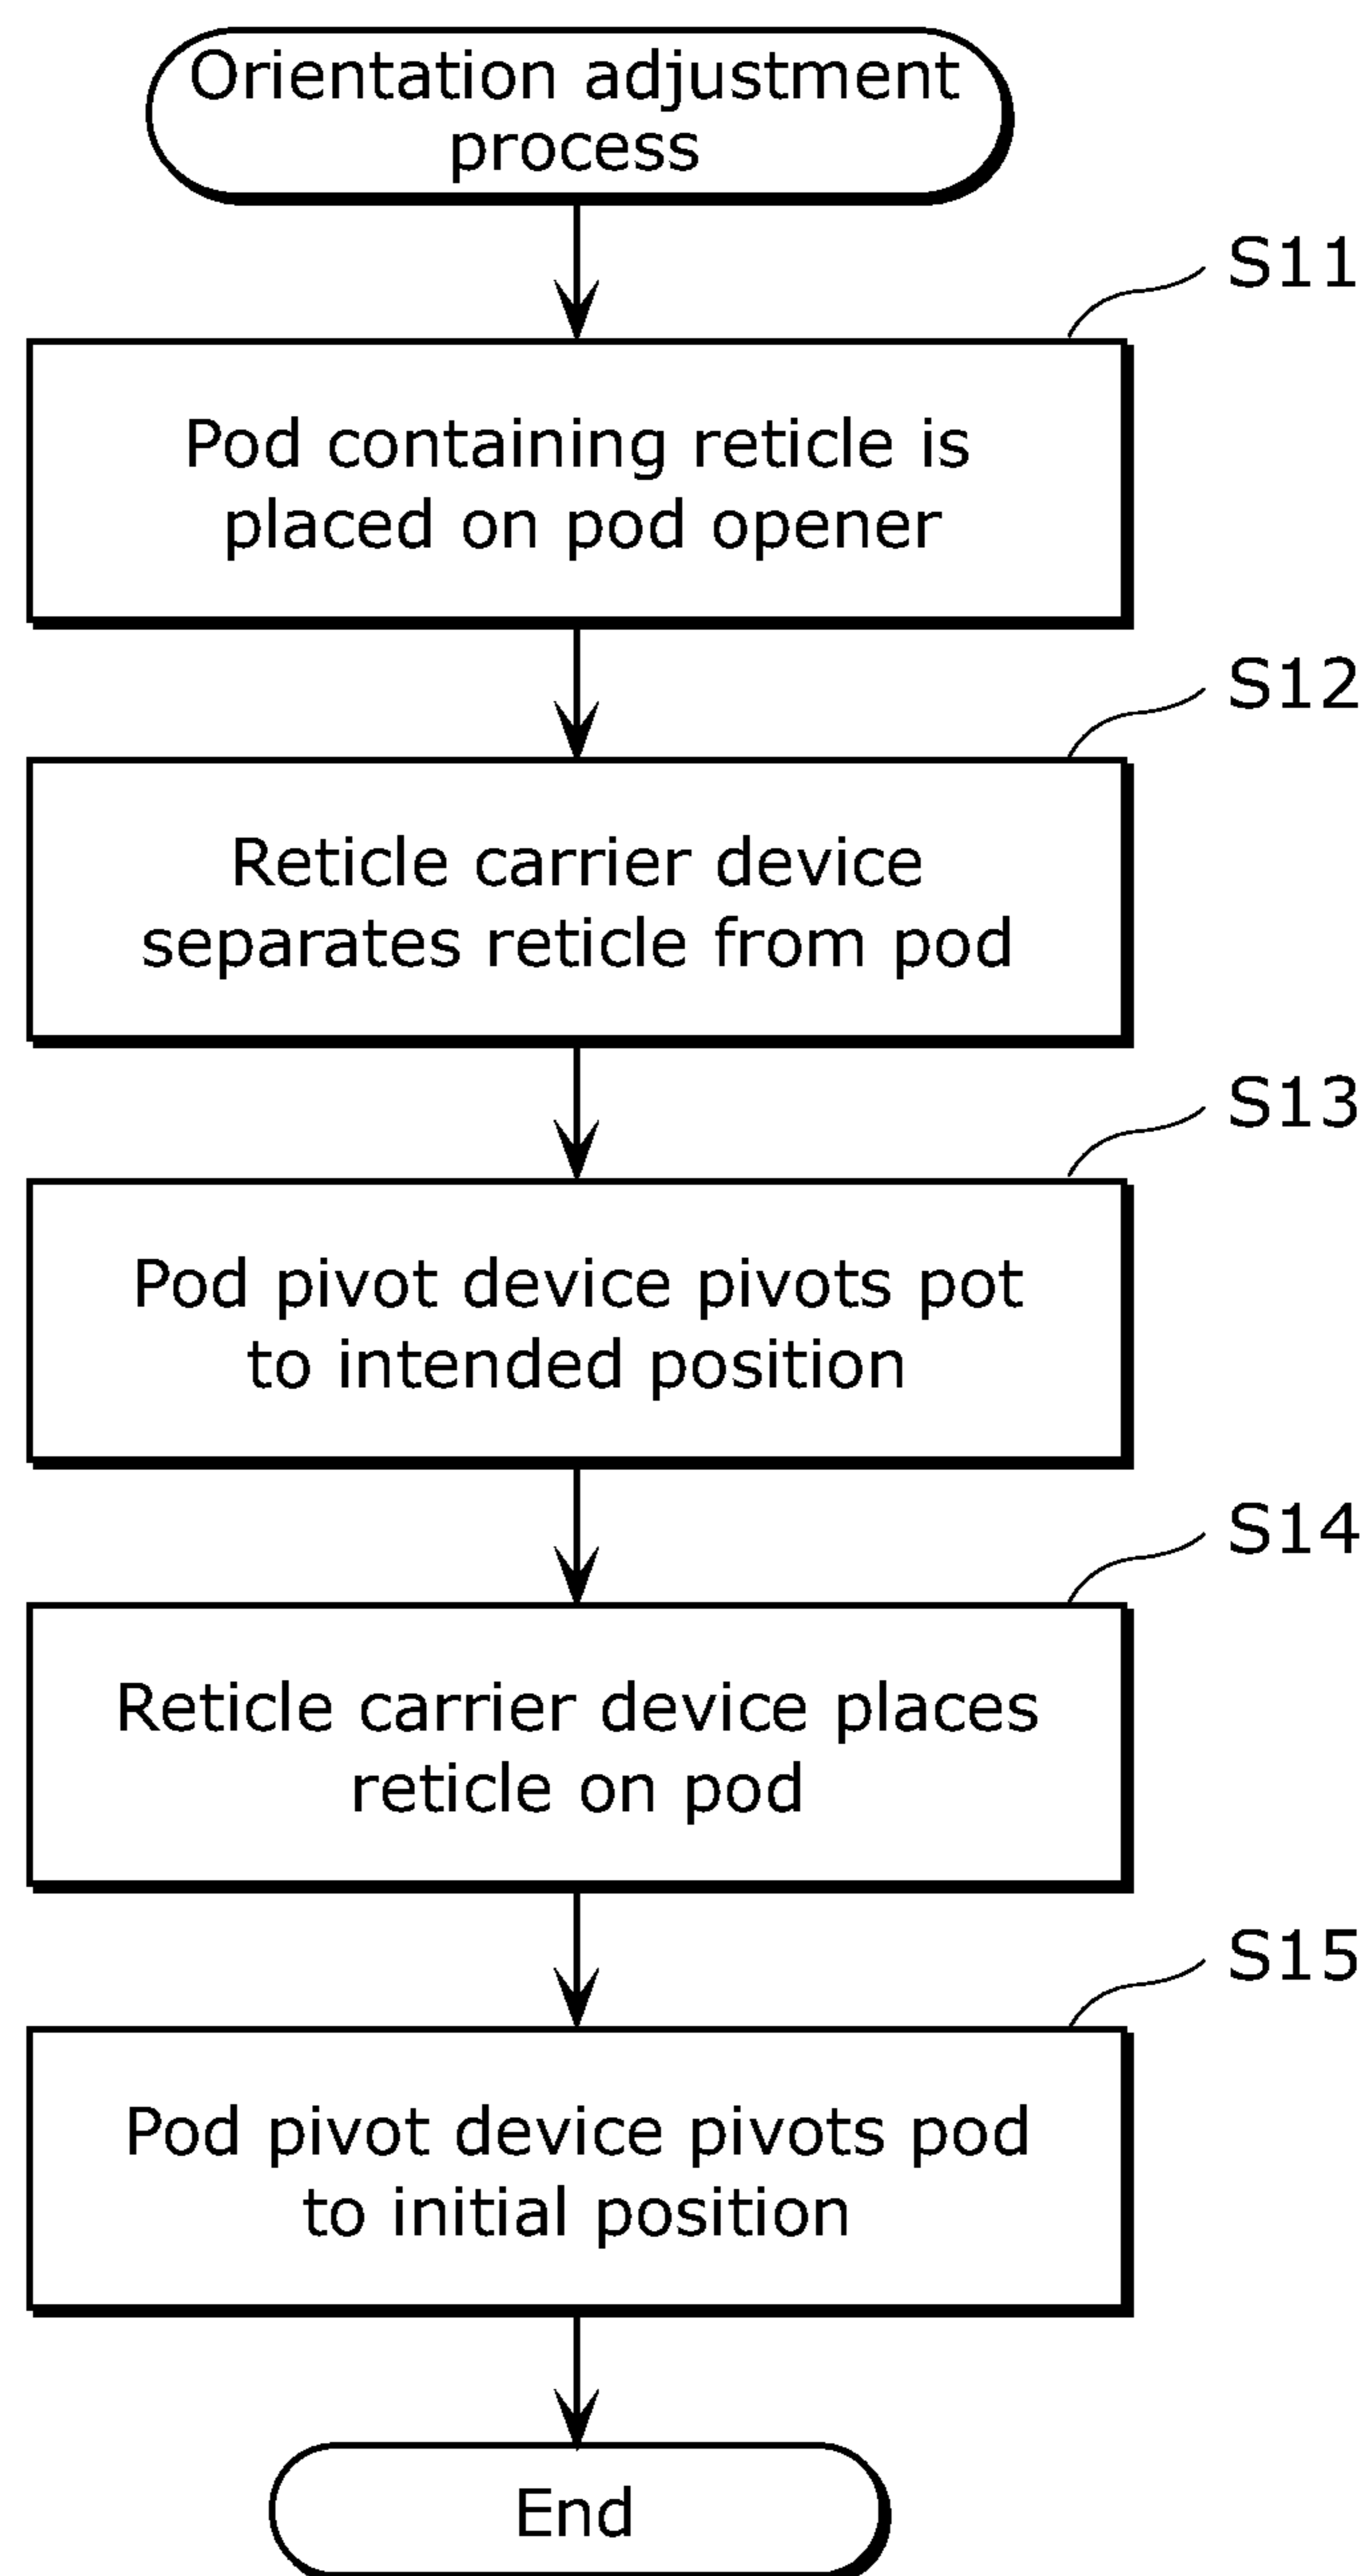 Orientation adjustment
process
S11
Pod containing reticle is
placed on pod opener
S12
Reticle carrier device
separates reticle from pod
S13
Pod pivot device pivots pot
to intended position
S14
Reticle carrier device places
reticle on pod
S15
Pod pivot device pivots pod
to initial position
End